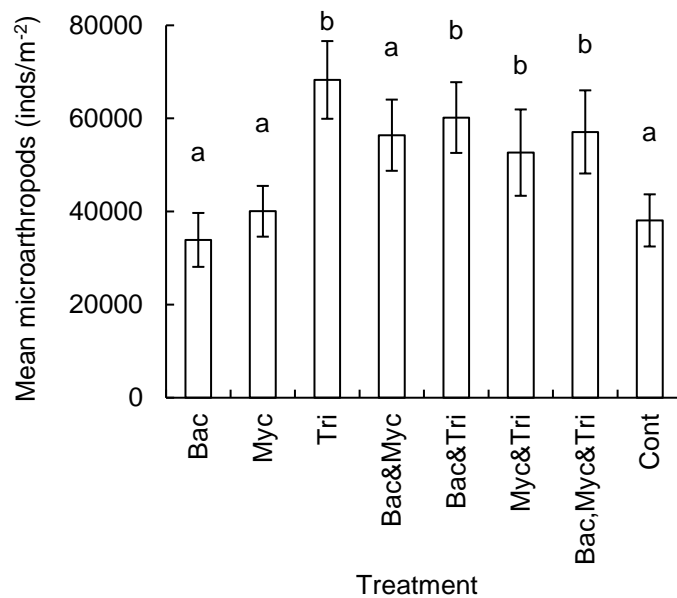 Mean microarthropods (inds/m⁻²)
80000
60000
40000
20000
0
a
a
b
a
b
b
b
a
Bac
Myc
Tri
Bac&Myc
Bac&Tri
Myc&Tri
Bac,Myc&Tri
Cont
Treatment